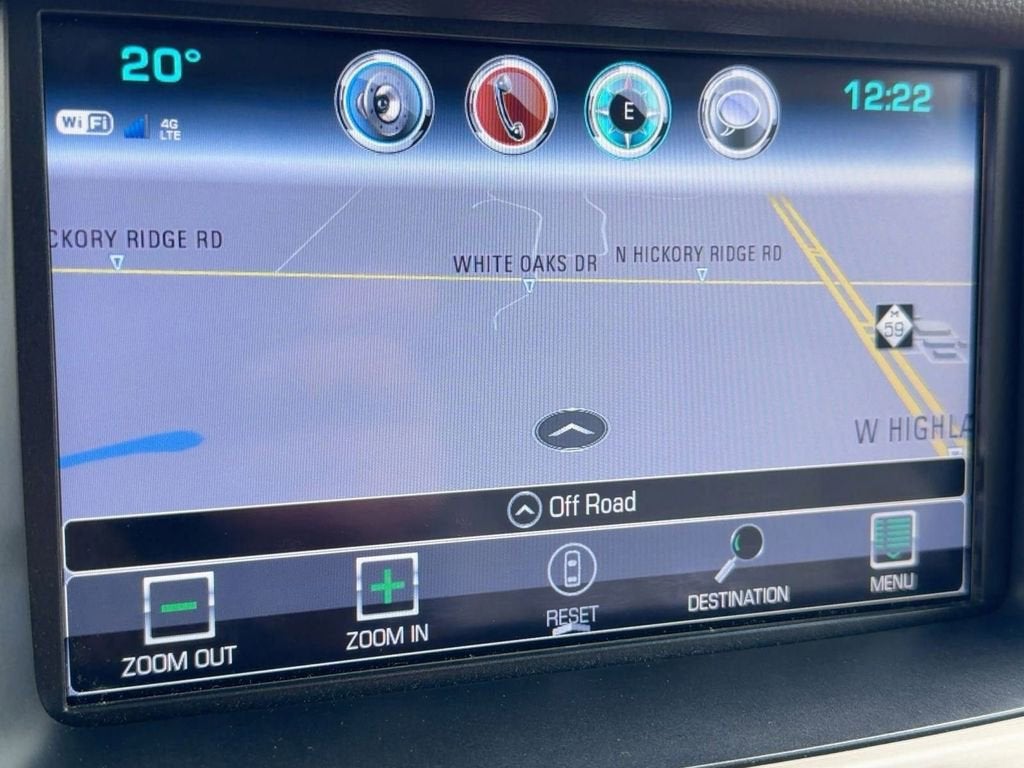 20°
12:22
WiFi
4G
LTE
E
CKORY RIDGE RD
WHITE OAKS DR
N HICKORY RIDGE RD
M
59
W HIGHLA
Off Road
ZOOM OUT
ZOOM IN
RESET
DESTINATION
MENU